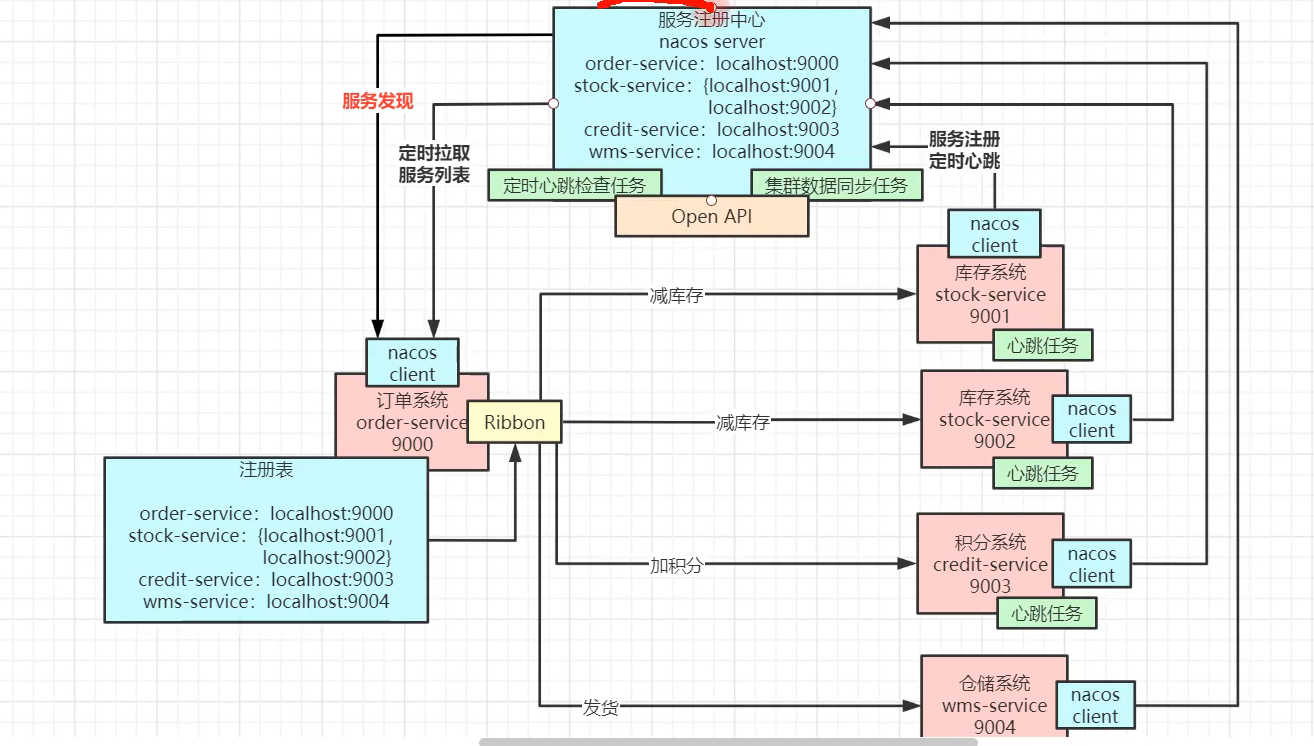 服务注册中心
nacos server
order-service：localhost:9000
stock-service：{localhost:9001，
localhost:9002}
credit-service：localhost:9003
wms-service：localhost:9004
服务发现
定时拉取
服务列表
服务注册
定时心跳
定时心跳检查任务
集群数据同步任务
Open API
nacos
client
库存系统
stock-service
9001
心跳任务
减库存
nacos
client
订单系统
order-service
9000
Ribbon
减库存
库存系统
stock-service
9002
nacos
client
心跳任务
注册表
order-service：localhost:9000
stock-service：{localhost:9001，
localhost:9002}
credit-service：localhost:9003
wms-service：localhost:9004
加积分
积分系统
credit-service
9003
nacos
client
心跳任务
发货
仓储系统
wms-service
9004
nacos
client